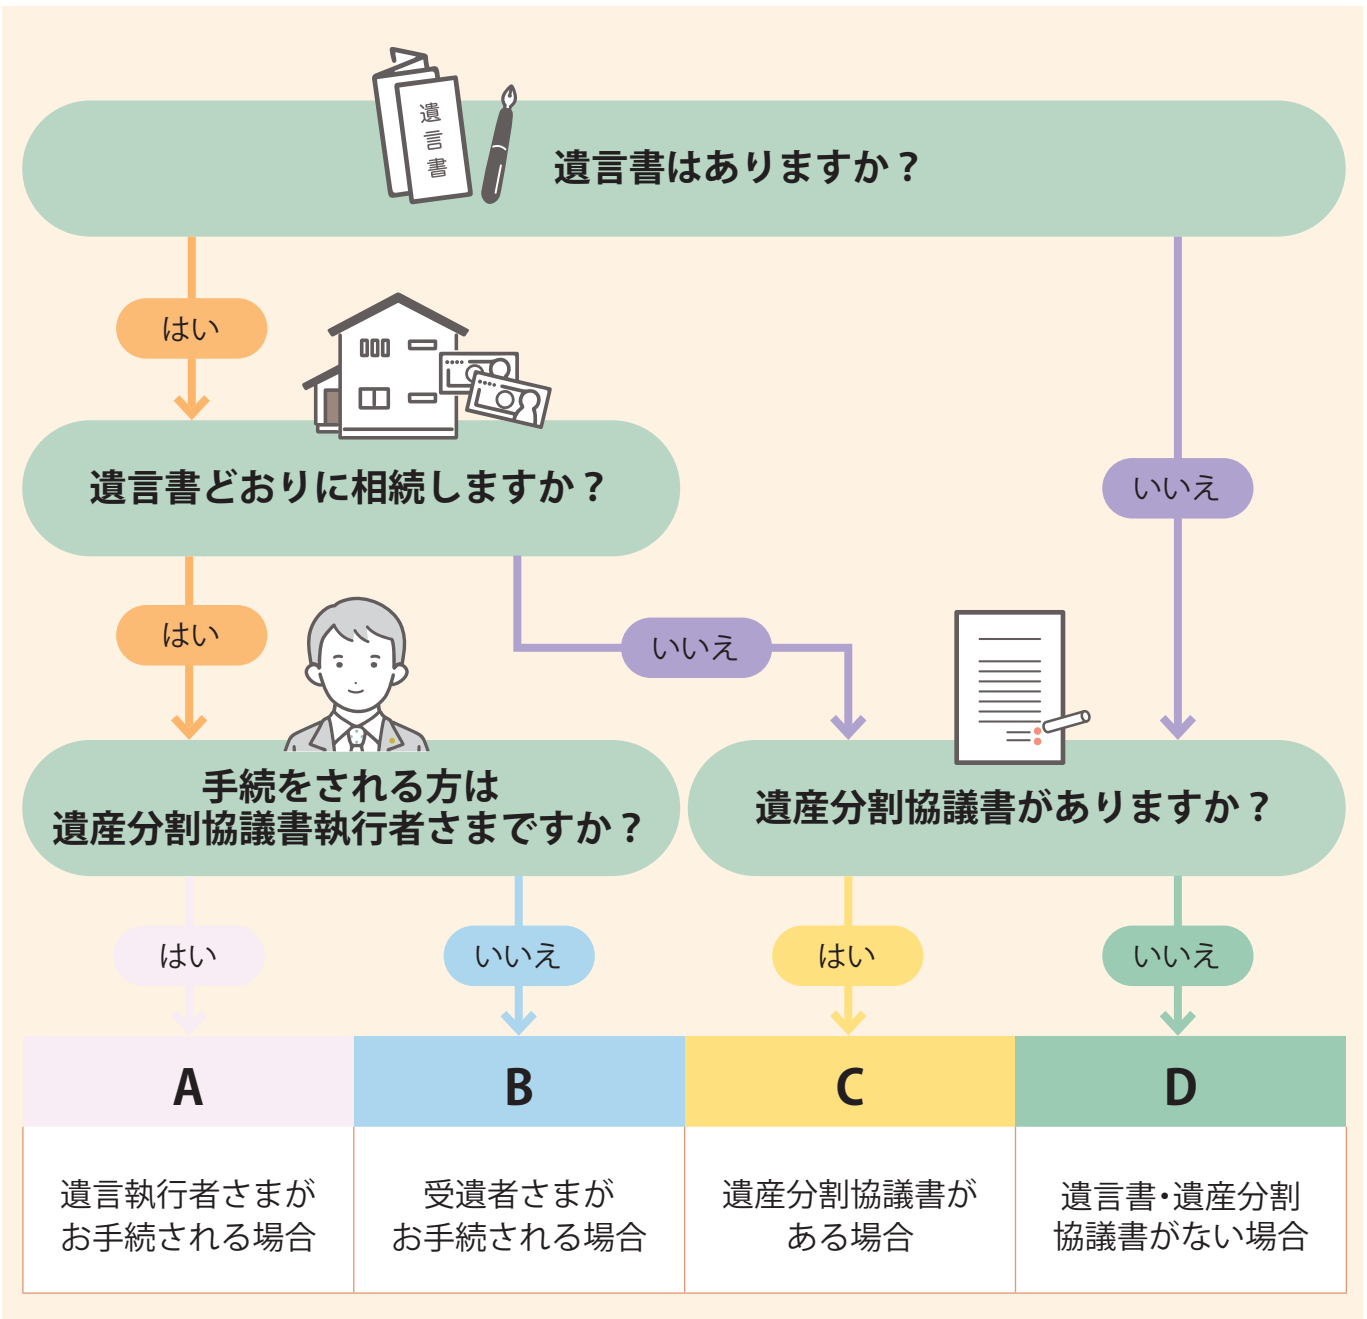 遺言書
遺言書はありますか？
はい
遺言書どおりに相続しますか？
いいえ
はい
いいえ
手続をされる方は
遺産分割協議書執行者さまですか？
遺産分割協議書がありますか？
はい
いいえ
はい
いいえ
A
B
C
D
遺言執行者さまが
お手続される場合
受遺者さまが
お手続される場合
遺産分割協議書が
ある場合
遺言書・遺産分割
協議書がない場合